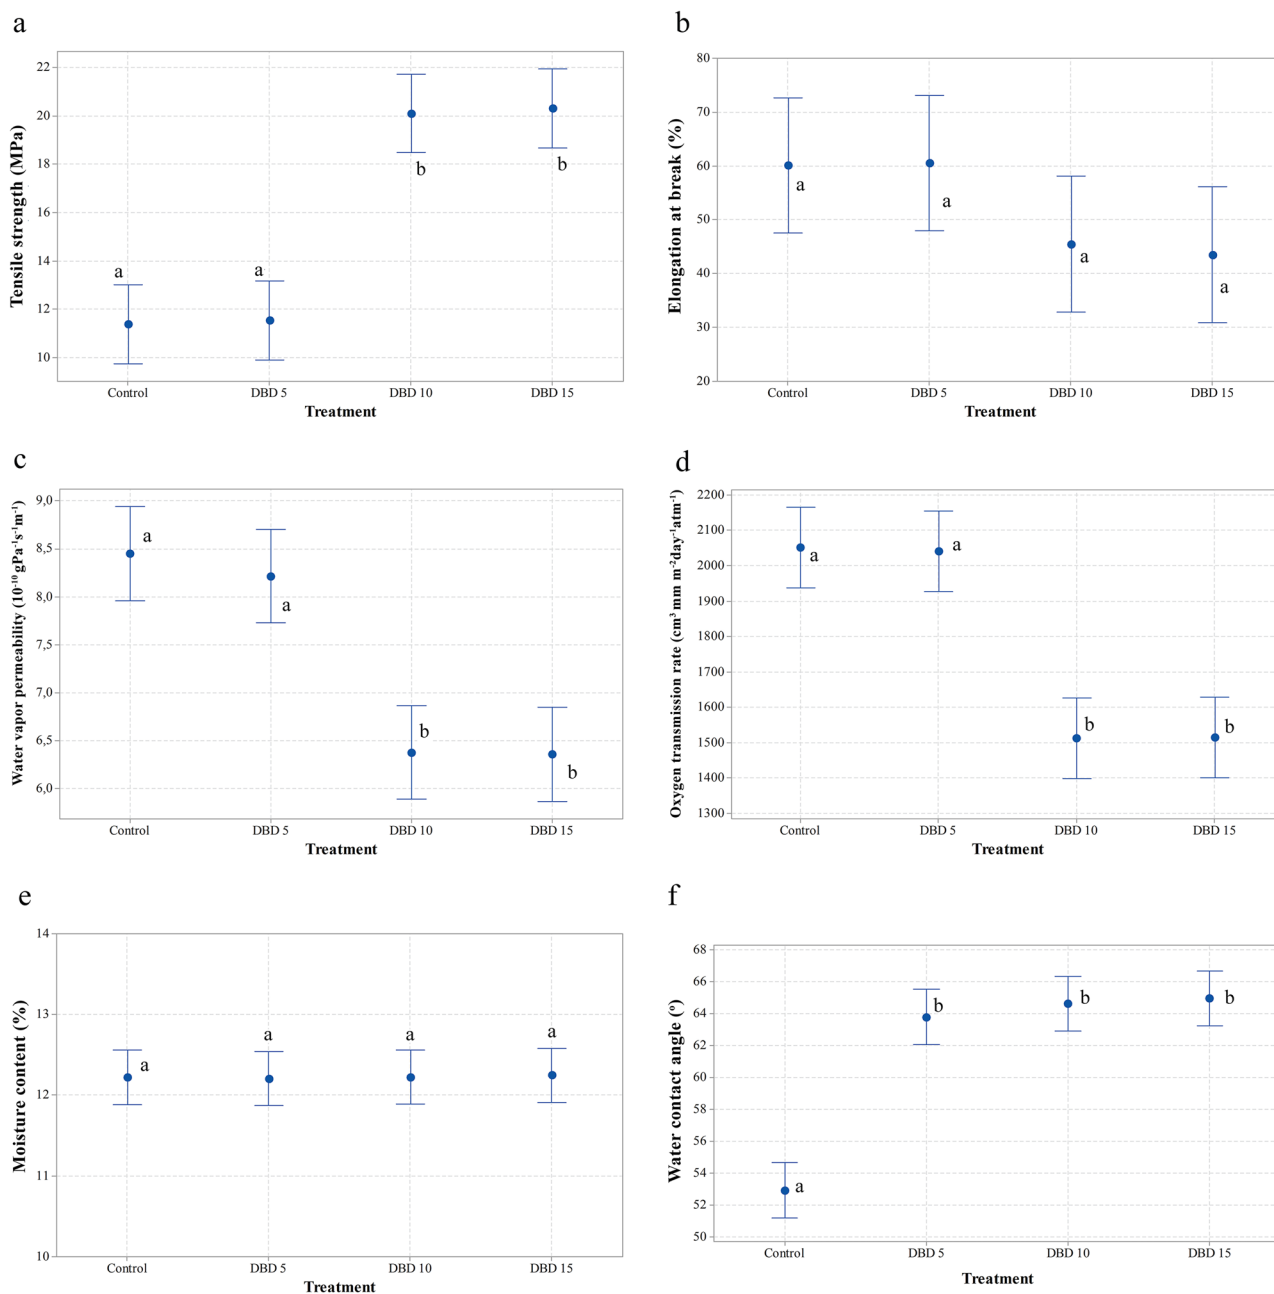 a
Tensile strength (MPa)
22
20
18
16
14
12
10
a
a
b
b
Control DBD 5 DBD 10 DBD 15
Treatment
b
Elongation at break (%)
80
70
60
50
40
30
20
a
a
a
a
Control DBD 5 DBD 10 DBD 15
Treatment
c
Water vapor permeability (10⁻¹⁰ gPa⁻¹s⁻¹m⁻¹)
9,0
8,5
8,0
7,5
7,0
6,5
6,0
a
a
b
b
Control DBD 5 DBD 10 DBD 15
Treatment
d
Oxygen transmission rate (cm³ mm m⁻²day⁻¹atm⁻¹)
2200
2100
2000
1900
1800
1700
1600
1500
1400
1300
a
a
b
b
Control DBD 5 DBD 10 DBD 15
Treatment
e
Moisture content (%)
14
13
12
11
10
a
a
a
a
Control DBD 5 DBD 10 DBD 15
Treatment
f
Water contact angle (º)
68
66
64
62
60
58
56
54
52
50
a
b
b
b
Control DBD 5 DBD 10 DBD 15
Treatment